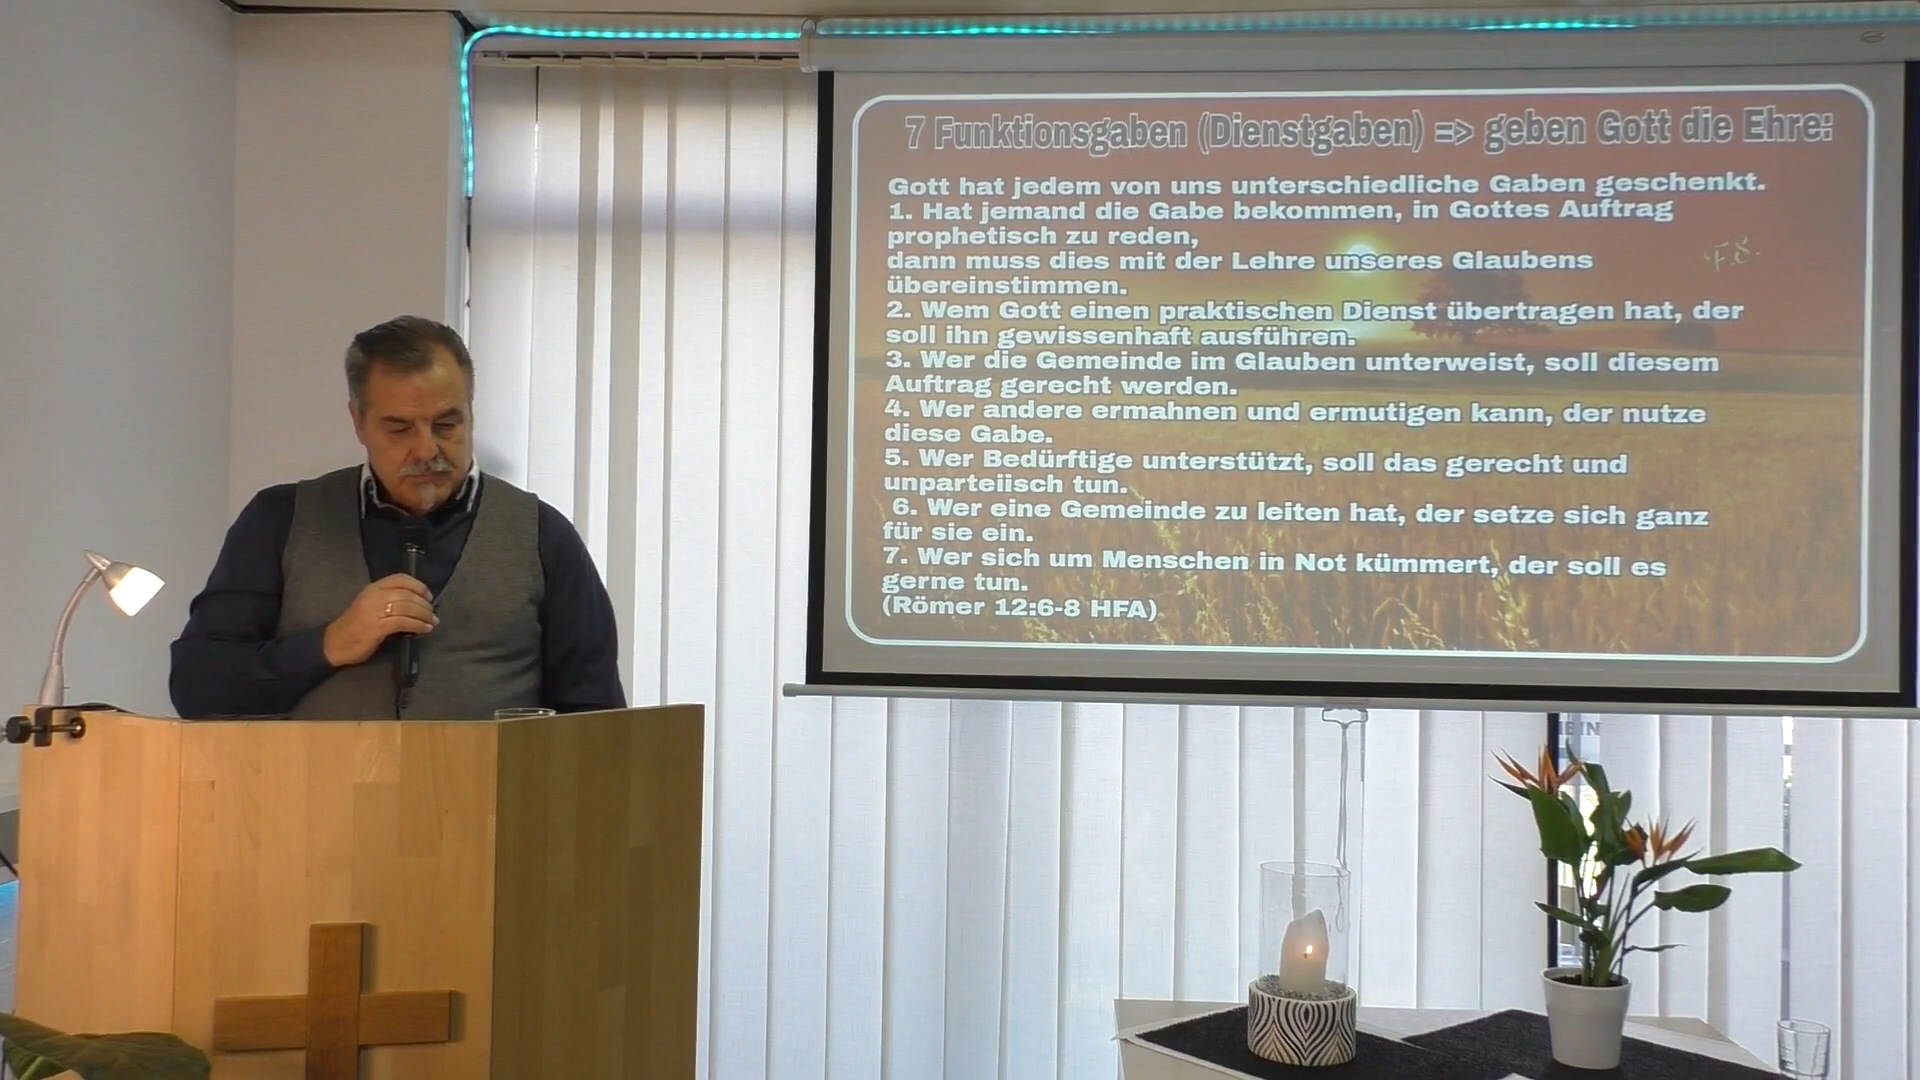 7 Funktionsgaben (Dienstgaben) => geben Gott die Ehre:
Gott hat jedem von uns unterschiedliche Gaben geschenkt.
1. Hat jemand die Gabe bekommen, in Gottes Auftrag
prophetisch zu reden,
dann muss dies mit der Lehre unseres Glaubens
übereinstimmen.
2. Wem Gott einen praktischen Dienst übertragen hat, der
soll ihn gewissenhaft ausführen.
3. Wer die Gemeinde im Glauben unterweist, soll diesem
Auftrag gerecht werden.
4. Wer andere ermahnen und ermutigen kann, der nutze
diese Gabe.
5. Wer Bedürftige unterstützt, soll das gerecht und
unparteiisch tun.
6. Wer eine Gemeinde zu leiten hat, der setze sich ganz
für sie ein.
7. Wer sich um Menschen in Not kümmert, der soll es
gerne tun.
(Römer 12:6-8 HFA)
F.S.